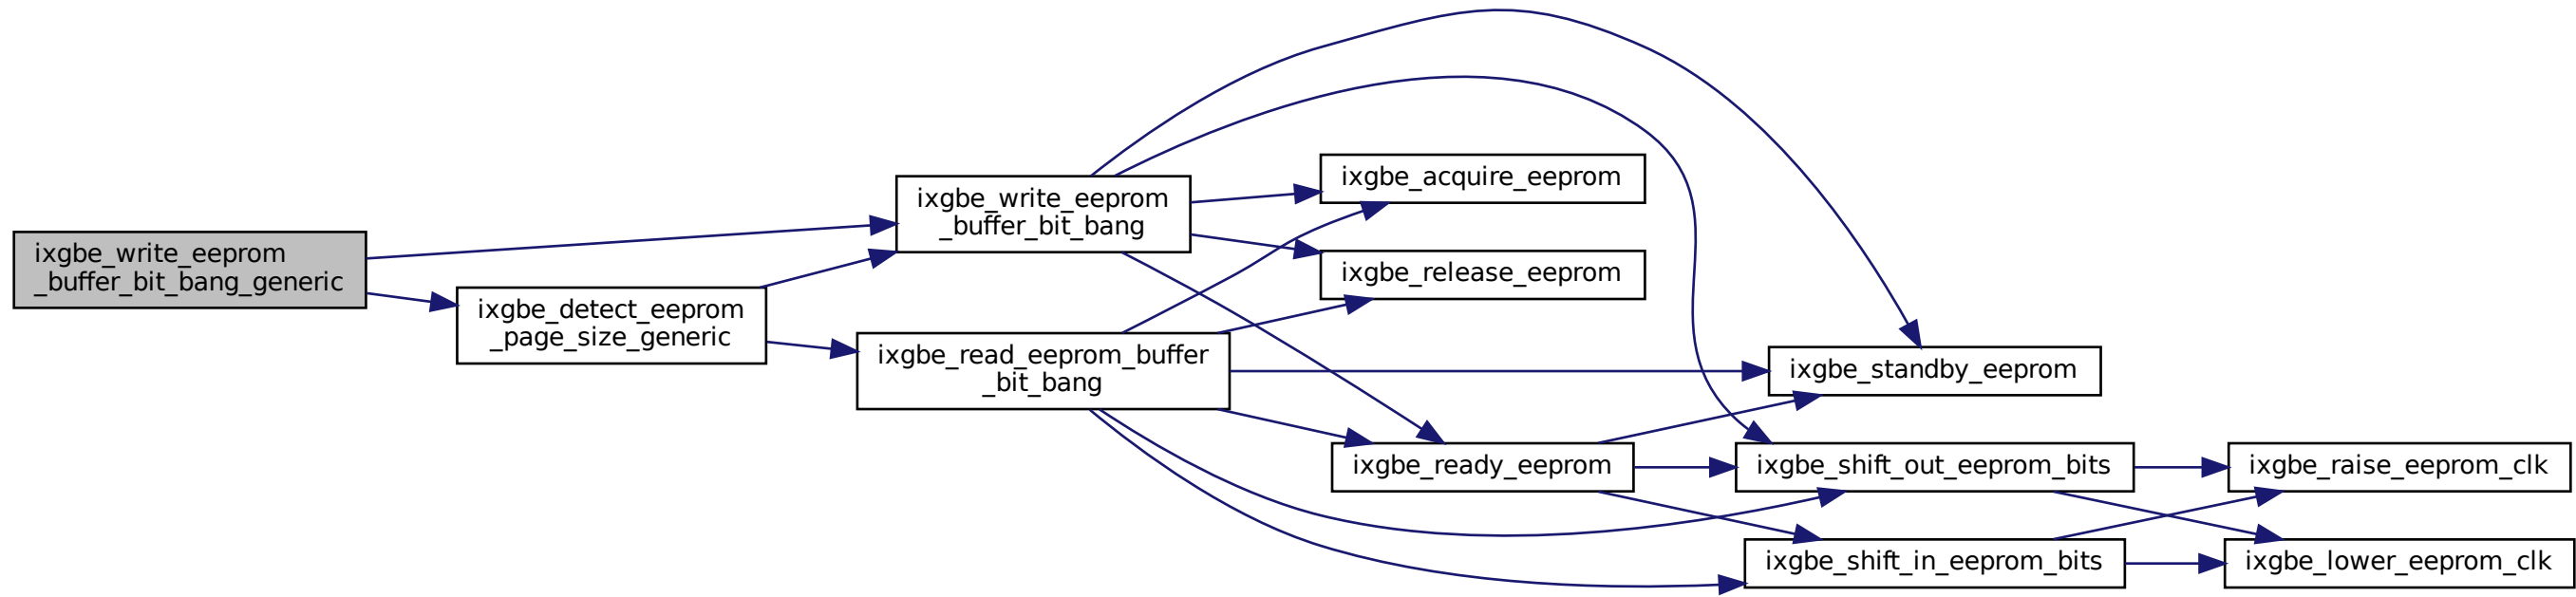 ixgbe_write_eeprom
_buffer_bit_bang_generic
ixgbe_detect_eeprom
_page_size_generic
ixgbe_write_eeprom
_buffer_bit_bang
ixgbe_read_eeprom_buffer
_bit_bang
ixgbe_acquire_eeprom
ixgbe_release_eeprom
ixgbe_ready_eeprom
ixgbe_standby_eeprom
ixgbe_shift_out_eeprom_bits
ixgbe_shift_in_eeprom_bits
ixgbe_raise_eeprom_clk
ixgbe_lower_eeprom_clk